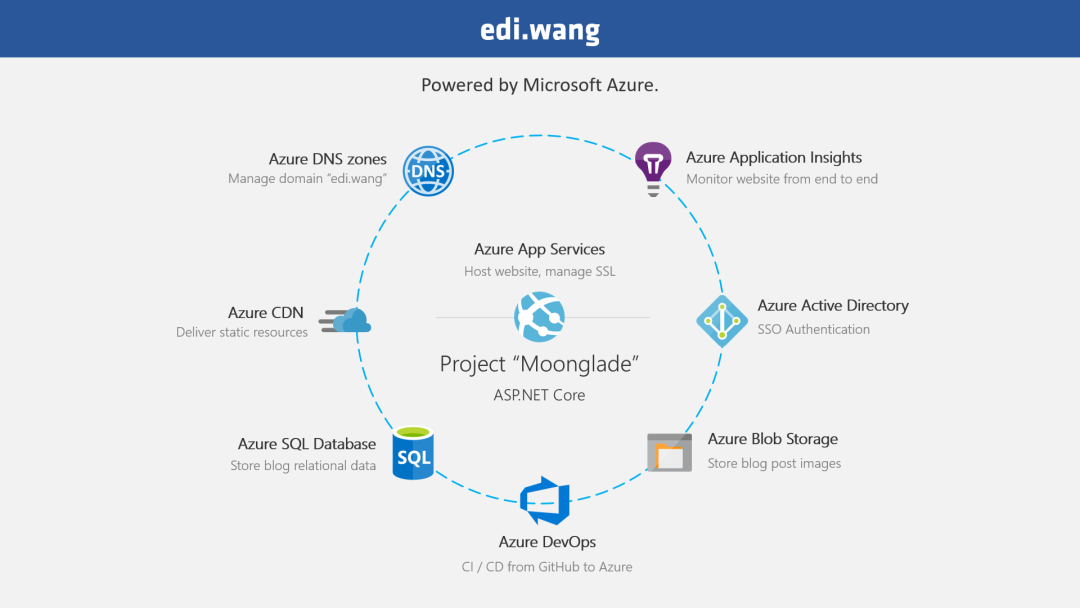 edi.wang
Powered by Microsoft Azure.
Azure DNS zones
Manage domain “edi.wang”
DNS
Azure Application Insights
Monitor website from end to end
Azure App Services
Host website, manage SSL
Azure CDN
Deliver static resources
Azure Active Directory
SSO Authentication
Project “Moonglade”
ASP.NET Core
Azure SQL Database
Store blog relational data
SQL
Azure Blob Storage
Store blog post images
Azure DevOps
CI / CD from GitHub to Azure